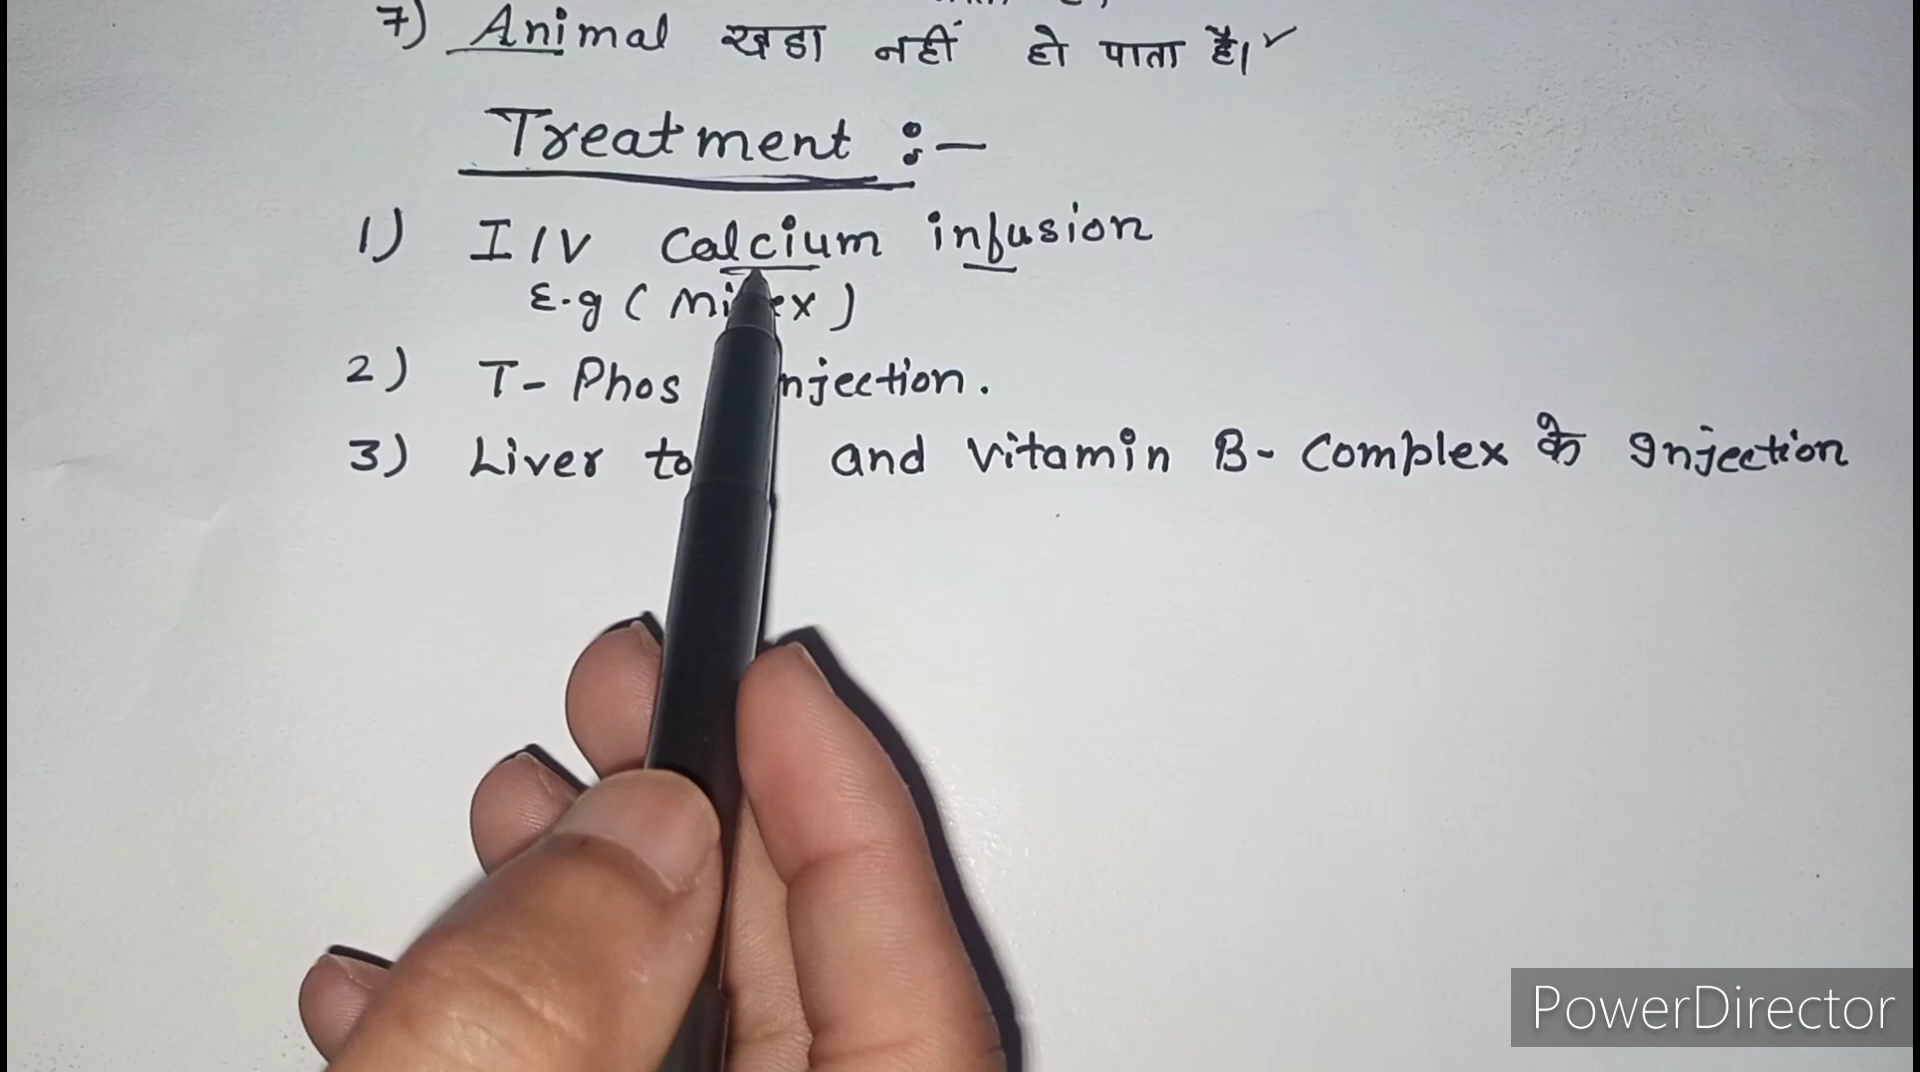 7) Animal खडा नहीं हो पाता है।
Treatment :-
1) I/V Calcium infusion
E.g ( )
2) T-Phos njection.
3) Liver to and Vitamin B-Complex के Injection
PowerDirector